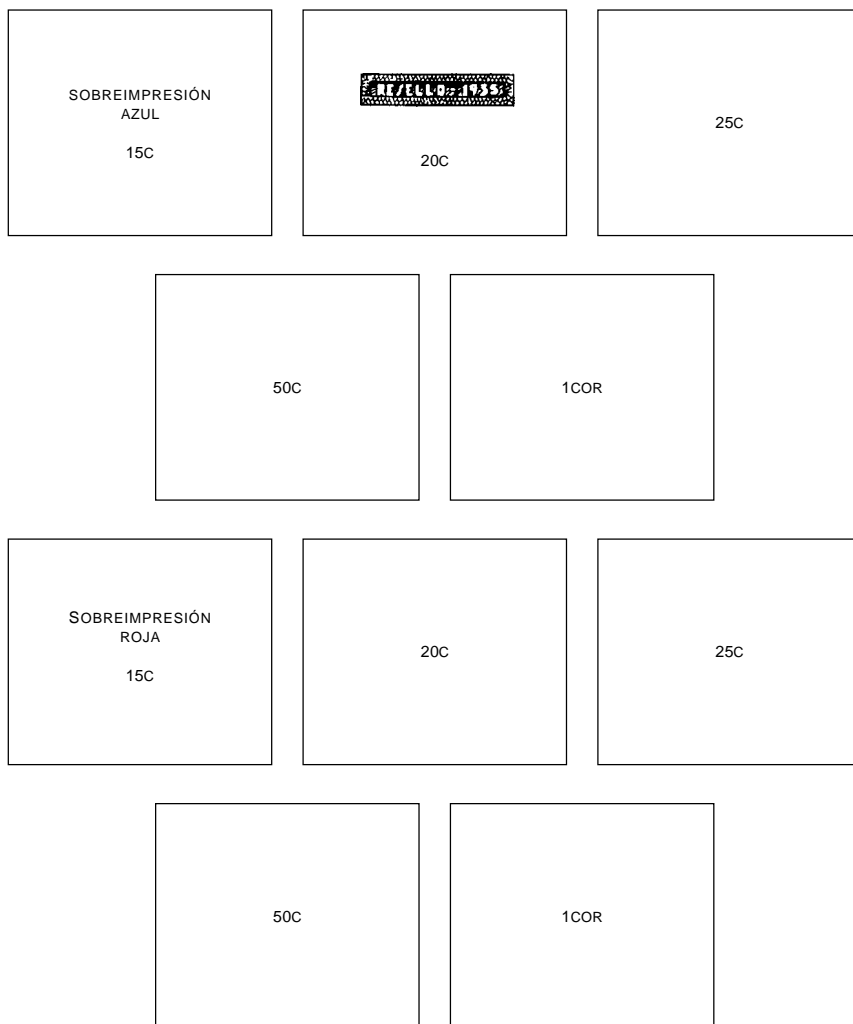 SOBREIMPRESIÓN
AZUL
15C
RESELLO - 1935
20C
25C
50C
1COR
SOBREIMPRESIÓN
ROJA
15C
20C
25C
50C
1COR